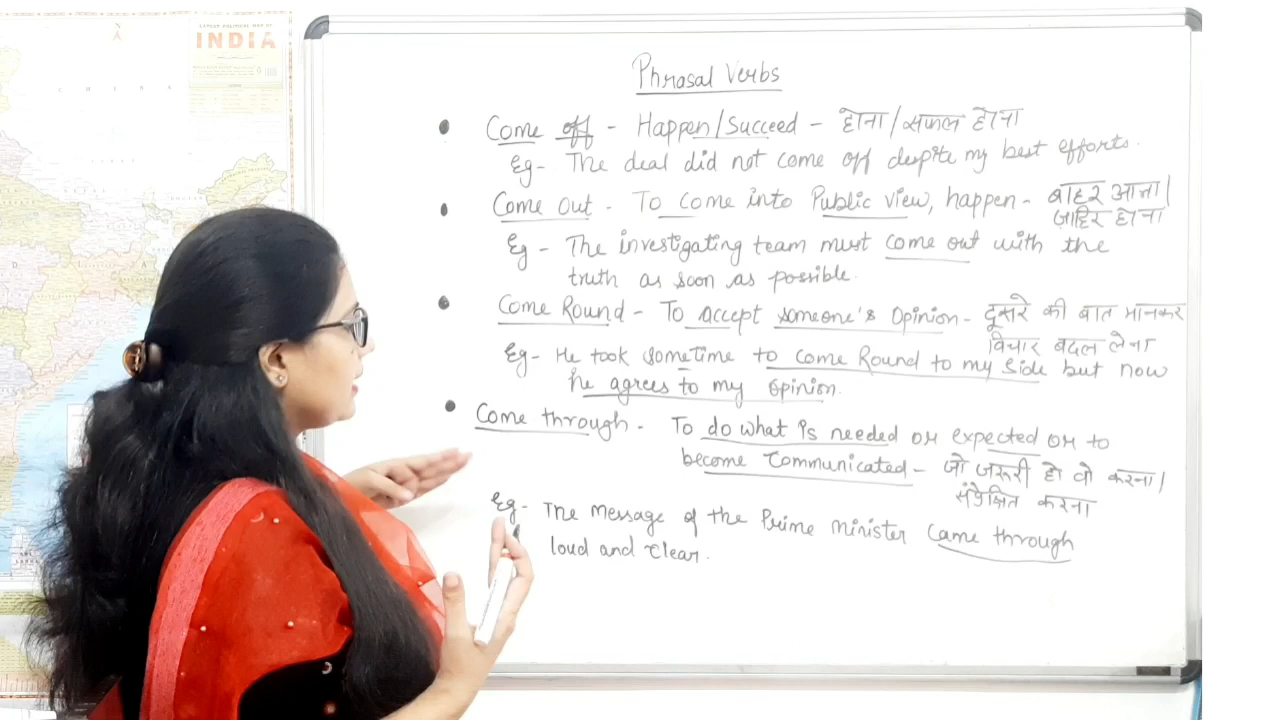 LATEST POLITICAL MAP OF
INDIA
Phrasal Verbs
Come off - Happen/Succeed - होना/सफल होना
Eg- The deal did not come off despite my best efforts.
Come out - To come into Public view, happen - बाहर आना/
ज़ाहिर होना
Eg - The investigating team must come out with the
truth as soon as possible.
Come Round - To accept someone's Opinion - दूसरे की बात मानकर
विचार बदल लेना
Eg- He took sometime to come Round to my side but now
he agrees to my opinion.
Come through - To do what is needed or expected or to
become Communicated - जो जरूरी हो वो करना/
संप्रेक्षित करना
Eg- The Message of the Prime Minister came through
loud and clear.